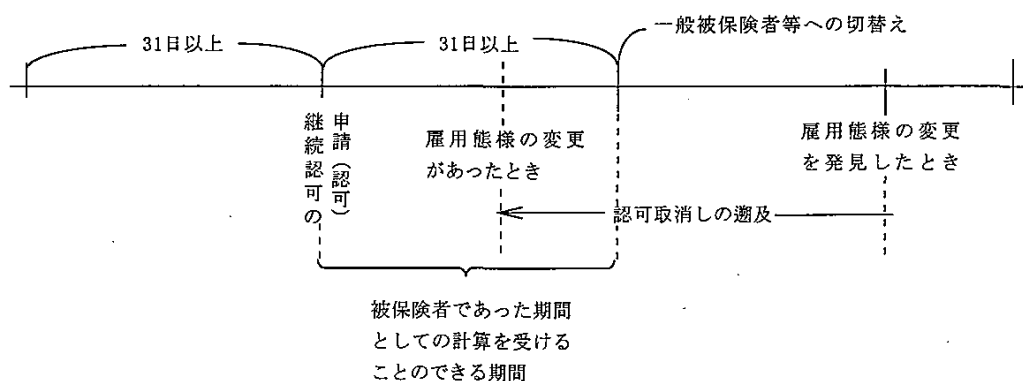 31日以上
31日以上
一般被保険者等への切替え
申請（認可）
継続認可の
雇用態様の変更
があったとき
雇用態様の変更
を発見したとき
認可取消しの遡及
被保険者であった期間
としての計算を受ける
ことのできる期間